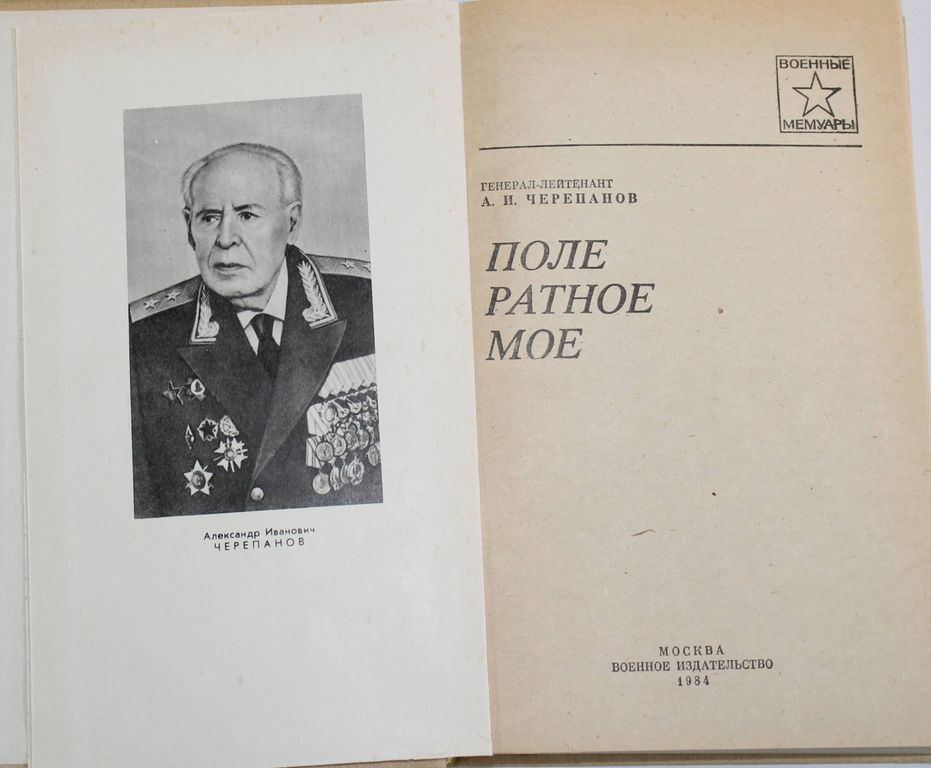 Александр Иванович
ЧЕРЕПАНОВ
ВОЕННЫЕ
МЕМУАРЫ
ГЕНЕРАЛ-ЛЕЙТЕНАНТ
А. И. ЧЕРЕПАНОВ
ПОЛЕ
РАТНОЕ
МОЕ
МОСКВА
ВОЕННОЕ ИЗДАТЕЛЬСТВО
1984